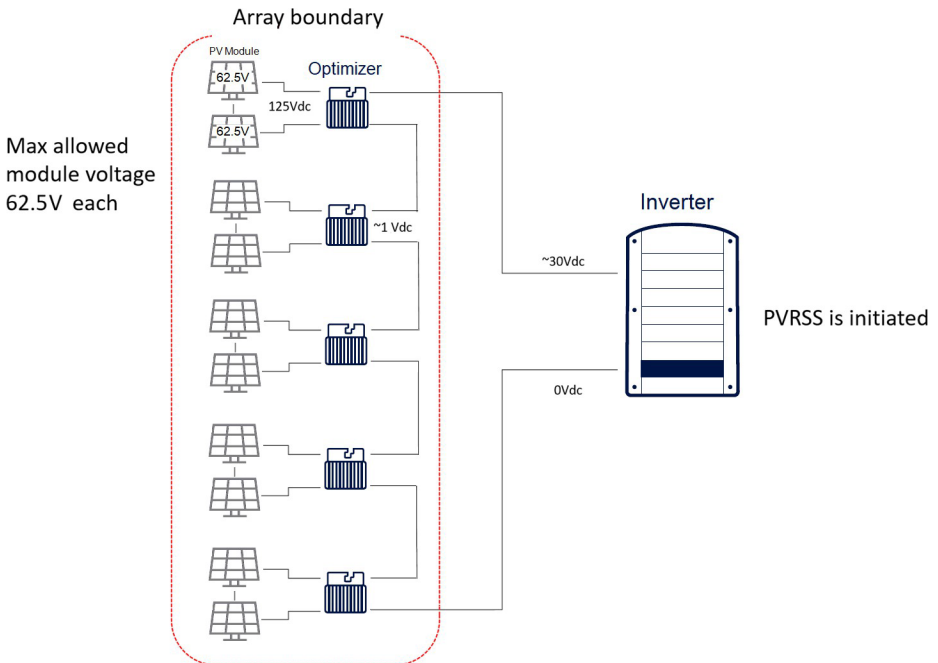 Array boundary
PV Module
62.5V
Optimizer
125Vdc
62.5V
Max allowed
module voltage
62.5V each
~1 Vdc
Inverter
~30Vdc
PVRSS is initiated
0Vdc